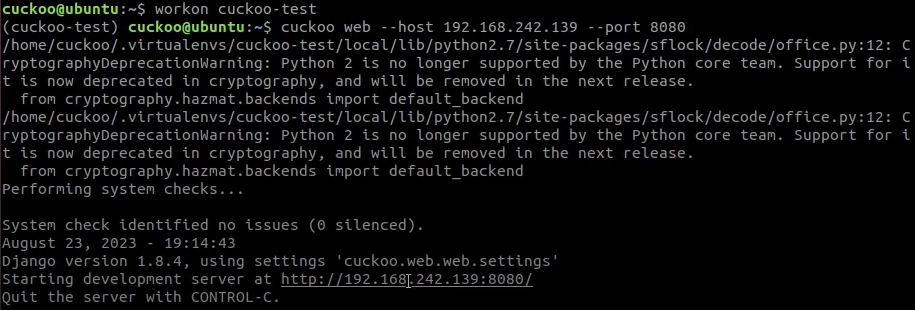 cuckoo@ubuntu:~$ workon cuckoo-test
(cuckoo-test) cuckoo@ubuntu:~$ cuckoo web --host 192.168.242.139 --port 8080
/home/cuckoo/.virtualenvs/cuckoo-test/local/lib/python2.7/site-packages/sflock/decode/office.py:12: C
ryptographyDeprecationWarning: Python 2 is no longer supported by the Python core team. Support for i
t is now deprecated in cryptography, and will be removed in the next release.
  from cryptography.hazmat.backends import default_backend
/home/cuckoo/.virtualenvs/cuckoo-test/local/lib/python2.7/site-packages/sflock/decode/office.py:12: C
ryptographyDeprecationWarning: Python 2 is no longer supported by the Python core team. Support for i
t is now deprecated in cryptography, and will be removed in the next release.
  from cryptography.hazmat.backends import default_backend
Performing system checks...

System check identified no issues (0 silenced).
August 23, 2023 - 19:14:43
Django version 1.8.4, using settings 'cuckoo.web.web.settings'
Starting development server at http://192.168.242.139:8080/
Quit the server with CONTROL-C.